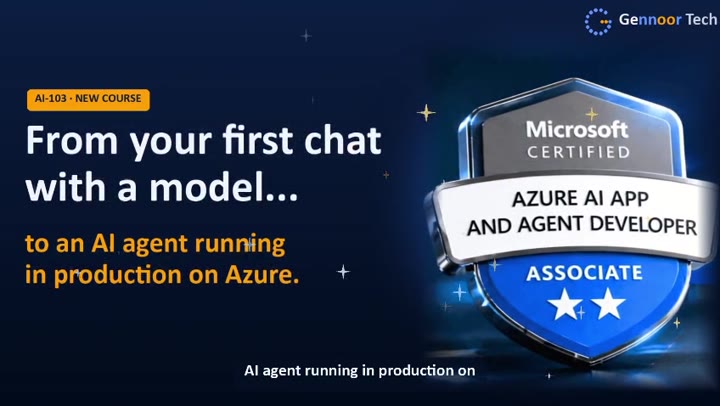 Gennoor Tech
AI-103 · NEW COURSE
From your first chat
with a model...
to an AI agent running
in production on Azure.
Microsoft
CERTIFIED
AZURE AI APP
AND AGENT DEVELOPER
ASSOCIATE
AI agent running in production on